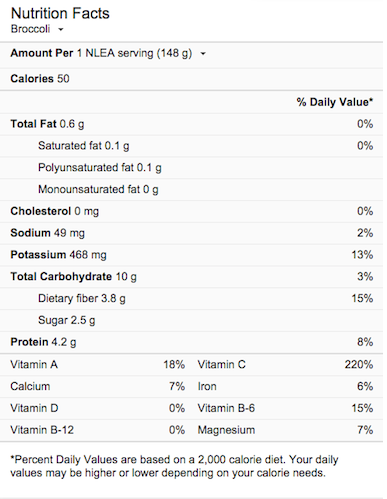 Nutrition Facts
Broccoli
Amount Per 1 NLEA serving (148 g)
Calories 50
% Daily Value*
Total Fat 0.6 g 0%
Saturated fat 0.1 g 0%
Polyunsaturated fat 0.1 g
Monounsaturated fat 0 g
Cholesterol 0 mg 0%
Sodium 49 mg 2%
Potassium 468 mg 13%
Total Carbohydrate 10 g 3%
Dietary fiber 3.8 g 15%
Sugar 2.5 g
Protein 4.2 g 8%
Vitamin A 18% Vitamin C 220%
Calcium 7% Iron 6%
Vitamin D 0% Vitamin B-6 15%
Vitamin B-12 0% Magnesium 7%
*Percent Daily Values are based on a 2,000 calorie diet. Your daily
values may be higher or lower depending on your calorie needs.